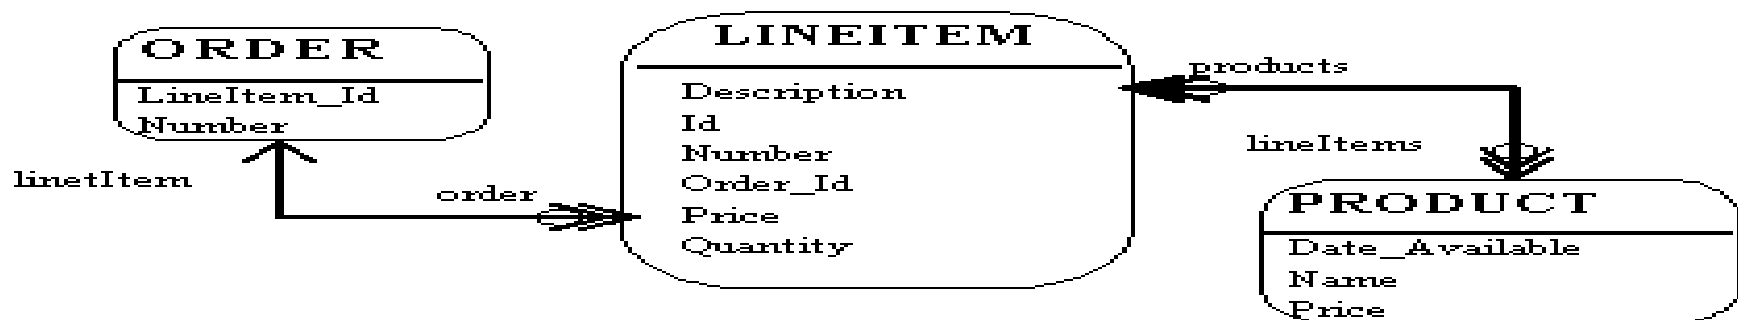 ORDER
LineItem_Id
Number
linetItem
order
LINEITEM
Description
Id
Number
Order_Id
Price
Quantity
products
lineItems
PRODUCT
Date_Available
Name
Price